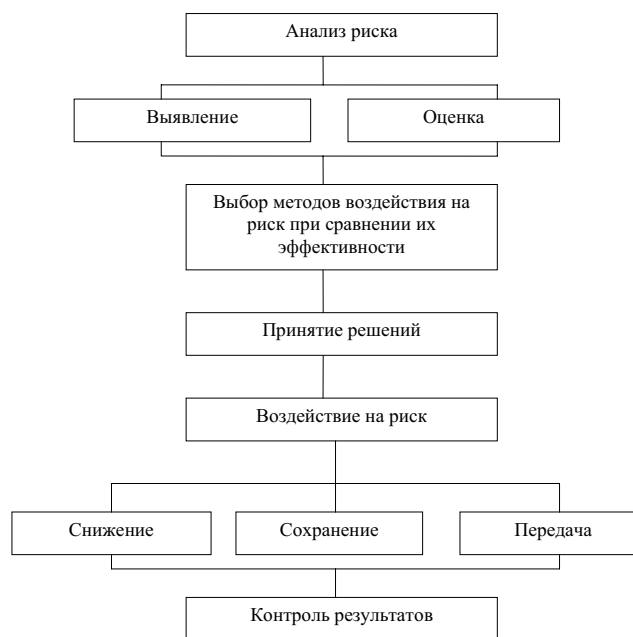 Анализ риска
Выявление
Оценка
Выбор методов воздействия на
риск при сравнении их
эффективности
Принятие решений
Воздействие на риск
Снижение
Сохранение
Передача
Контроль результатов